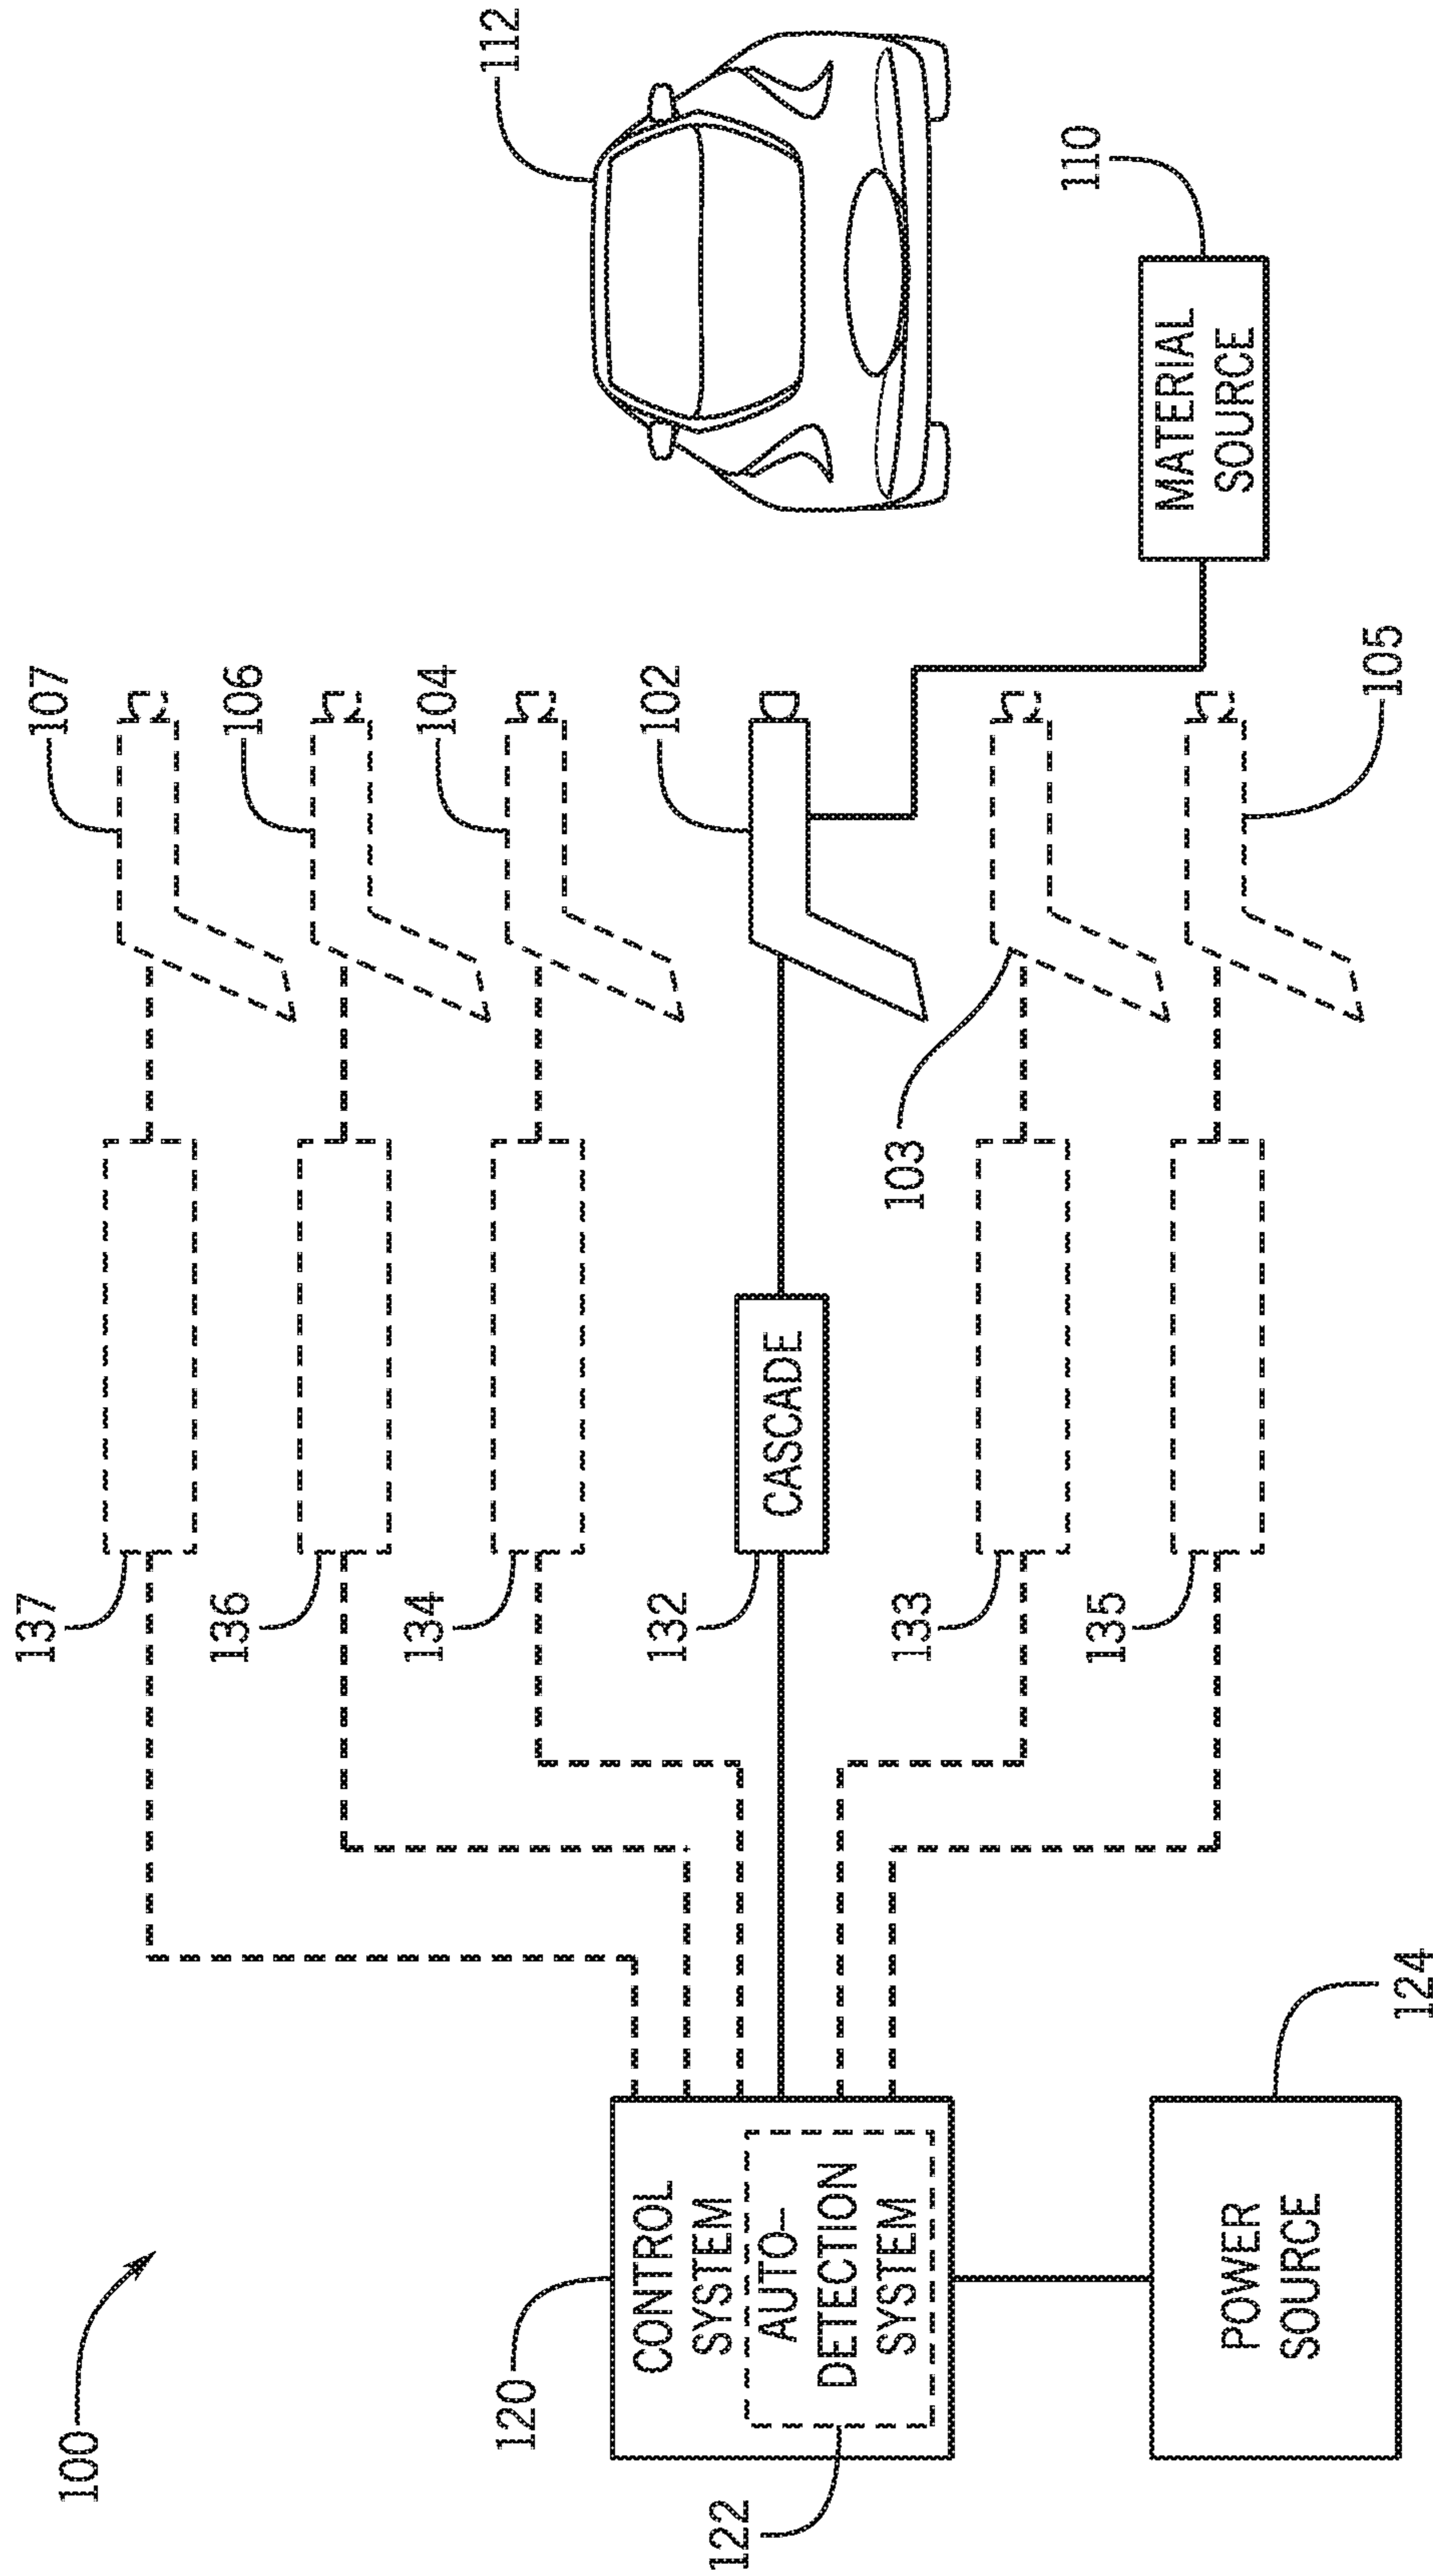 100
107
106
104
102
103
105
112
110
MATERIAL
SOURCE
137
136
134
132
133
135
CASCADE
120
CONTROL
SYSTEM
AUTO-
DETECTION
SYSTEM
122
POWER
SOURCE
124